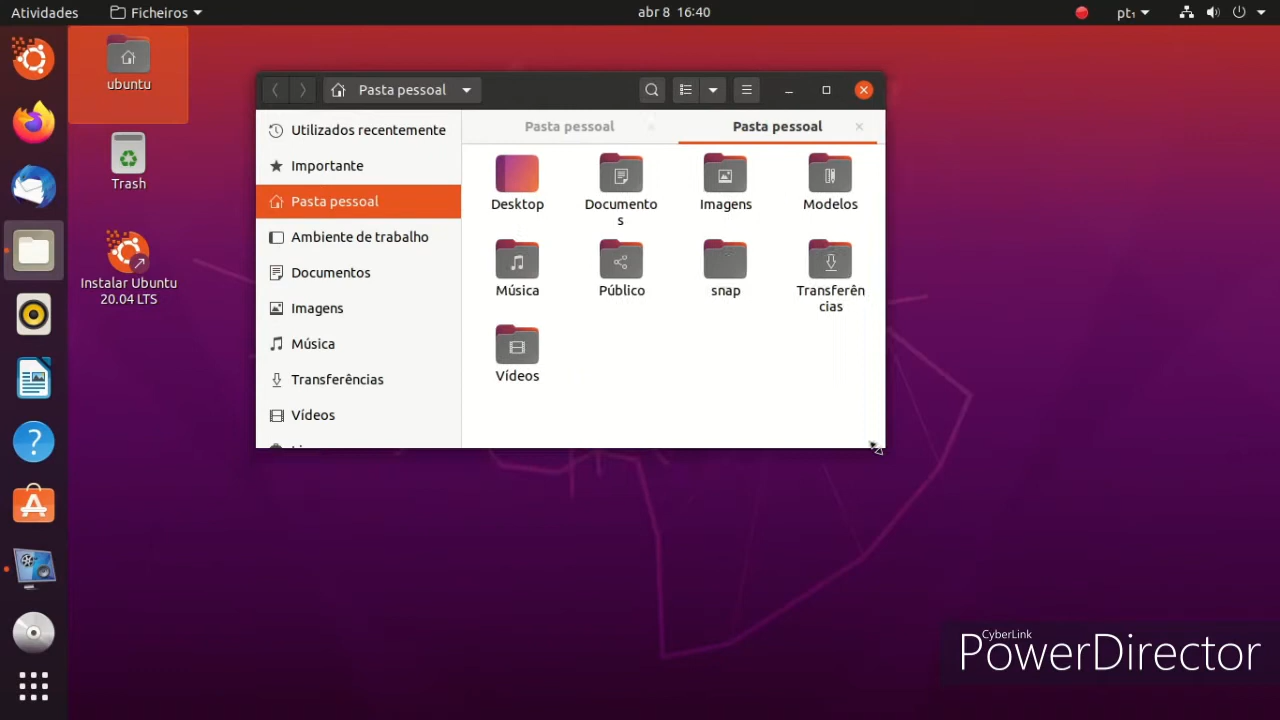 Atividades
Ficheiros
abr 8 16:40
pt₁
ubuntu
Trash
Instalar Ubuntu
20.04 LTS
Pasta pessoal
Utilizados recentemente
Importante
Pasta pessoal
Ambiente de trabalho
Documentos
Imagens
Música
Transferências
Vídeos
Pasta pessoal
Pasta pessoal
Desktop
Documento
s
Imagens
Modelos
Música
Público
snap
Transferên
cias
Vídeos
CyberLink
PowerDirector